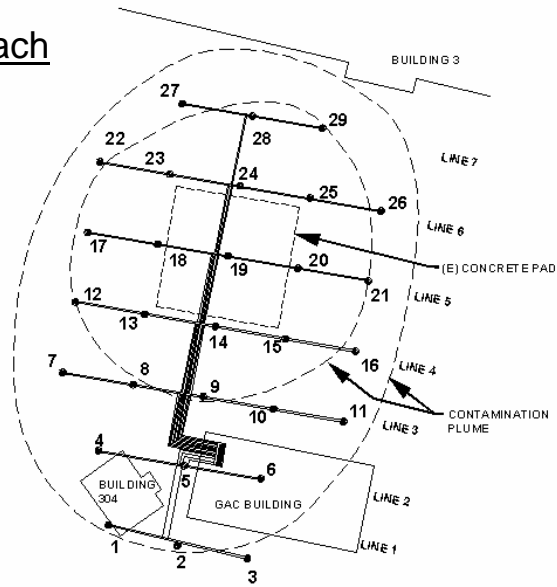 ach
BUILDING 3
27
28
29
LINE 7
22
23
24
25
26
LINE 6
17
18
19
20
21
(E) CONCRETE PAD
LINE 5
12
13
14
15
16
LINE 4
7
8
9
10
11
LINE 3
CONTAMINATION
PLUME
4
5
6
BUILDING
304
GAC BUILDING
LINE 2
1
2
3
LINE 1